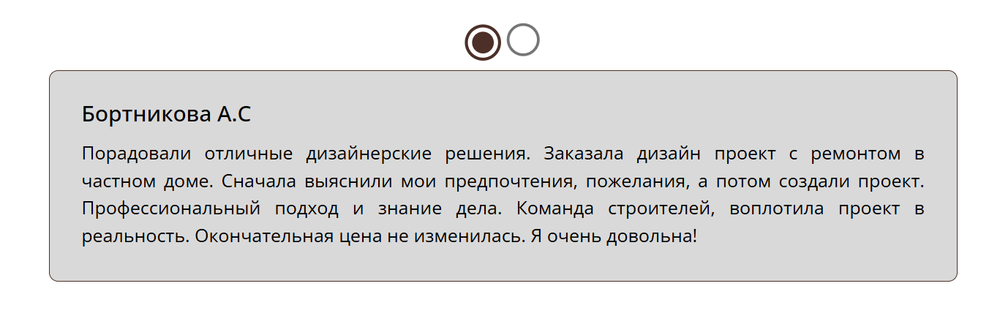 Бортникова А.С
Порадовали отличные дизайнерские решения. Заказала дизайн проект с ремонтом в
частном доме. Сначала выяснили мои предпочтения, пожелания, а потом создали проект.
Профессиональный подход и знание дела. Команда строителей, воплотила проект в
реальность. Окончательная цена не изменилась. Я очень довольна!